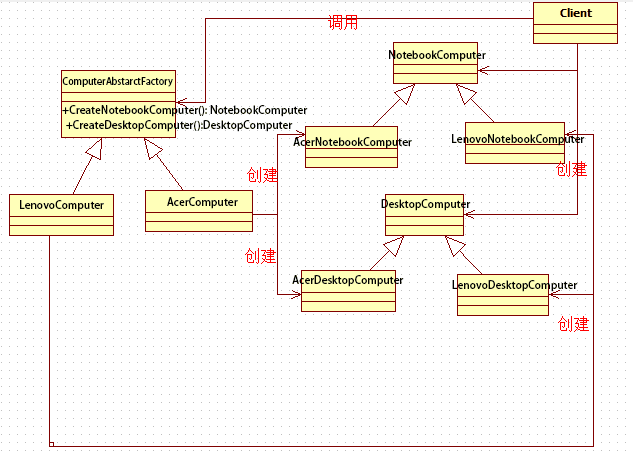 Client
调用
NotebookComputer
ComputerAbstarctFactory
+CreateNotebookComputer(): NotebookComputer
+CreateDesktopComputer():DesktopComputer
AcerNotebookComputer
LenovoNotebookComputer
创建
创建
LenovoComputer
AcerComputer
DesktopComputer
创建
AcerDesktopComputer
LenovoDesktopComputer
创建